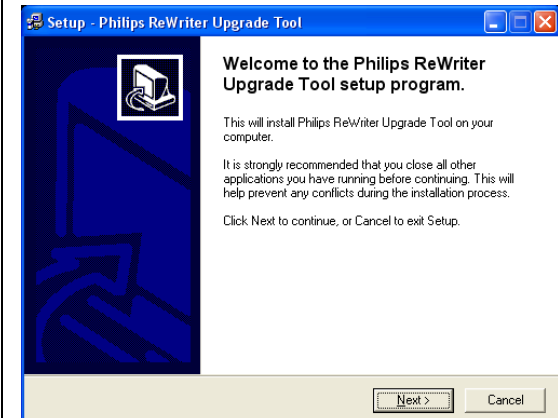 Setup - Philips ReWriter Upgrade Tool
Welcome to the Philips ReWriter
Upgrade Tool setup program.
This will install Philips ReWriter Upgrade Tool on your
computer.
It is strongly recommended that you close all other
applications you have running before continuing. This will
help prevent any conflicts during the installation process.
Click Next to continue, or Cancel to exit Setup.
Next >
Cancel